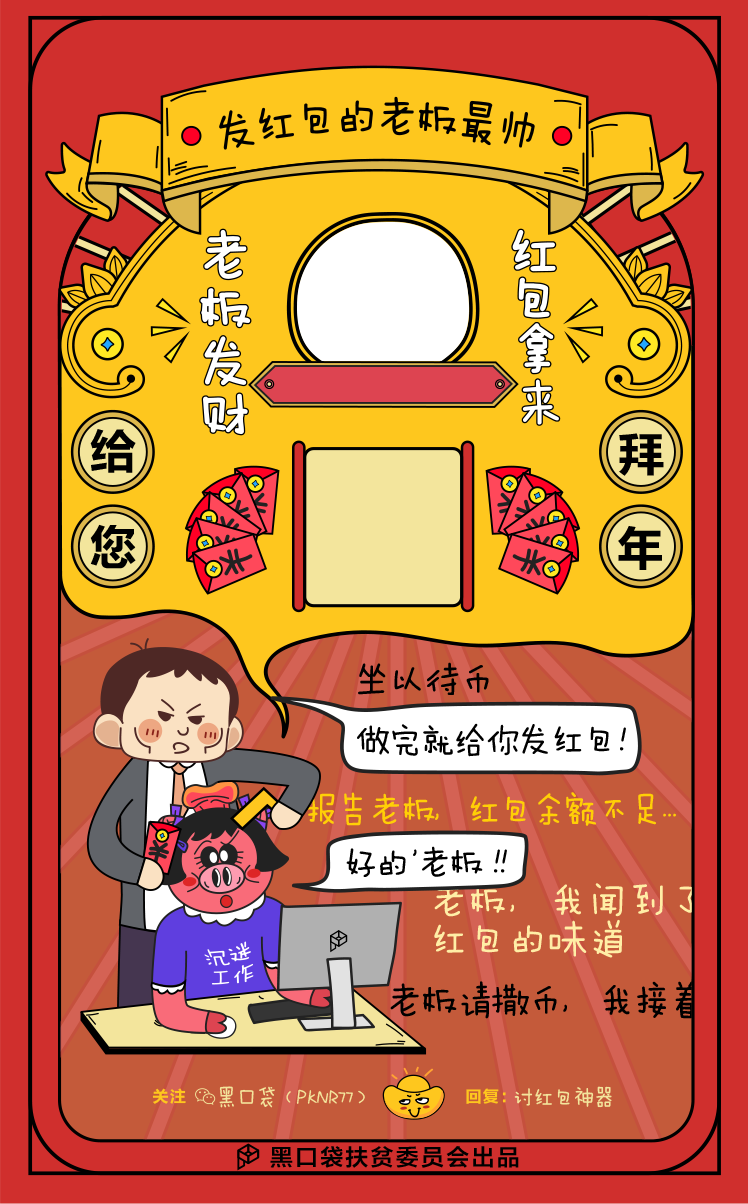 发红包的老板最帅
老板发财
红包拿来
给您
拜年
坐以待币
做完就给你发红包!
报告老板, 红包余额不足…
好的'老板!!
老板, 我闻到了
红包的味道
老板请撒币, 我接着
沉迷
工作
关注 黑口袋(PKNR77) 回复: 讨红包神器
黑口袋扶贫委员会出品